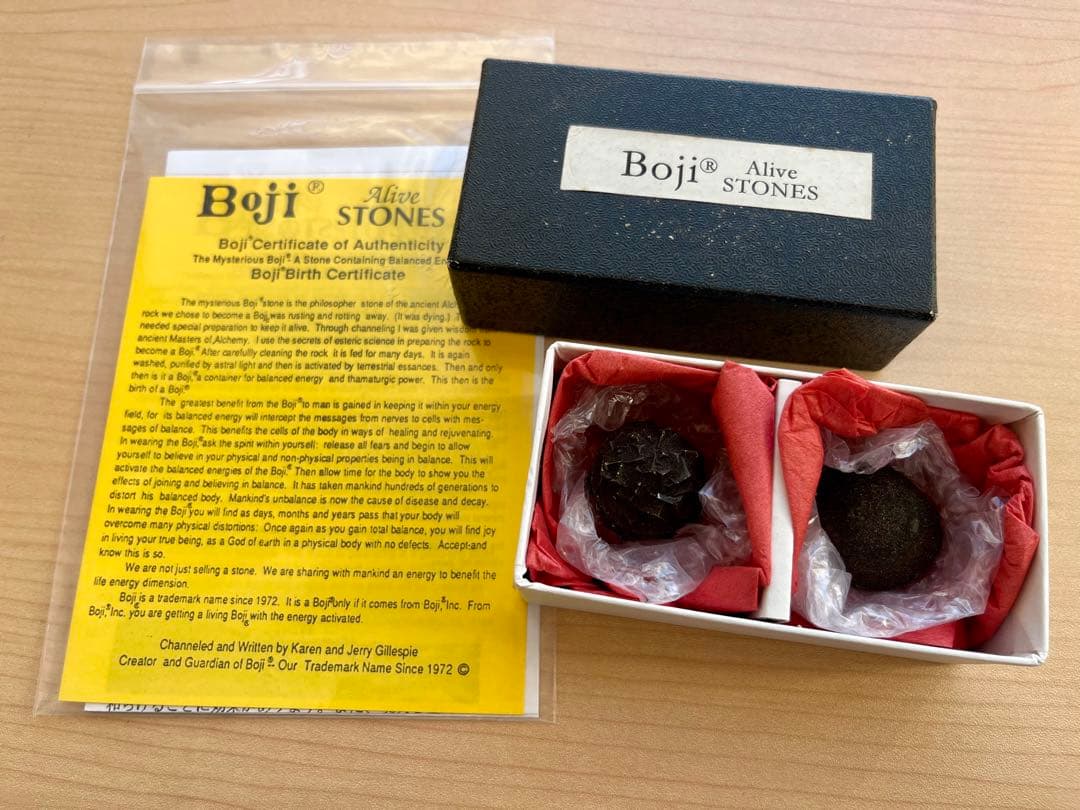 Boji® Alive
STONES
Boji® Certificate of Authenticity
The Mysterious Boji® A Stone Containing Balanced
Boji® Birth Certificate
The mysterious Boji® stone is the philosopher stone of the ancient
rock we chose to become a Boji® was rusting and rotting away. (It was dying.)
needed special preparation to keep it alive. Through channeling I was given
ancient Masters of Alchemy. I use the secrets of esteric science in preparing the rock to
become a Boji.® After carefully cleaning the rock it is fed for many days. It is again
washed, purified by astral light and then is activated by terrestrial essances. Then and only
then is it a Boji,® a container for balanced energy and thamaturgic power. This then is the
birth of a Boji.®
The greatest benefit from the Boji® to man is gained in keeping it within your energy
field, for its balanced energy will intercept the messages from nerves to cells with mes-
sages of balance. This benefits the cells of the body in ways of healing and rejuvenating.
In wearing the Boji,® ask the spirit within yourself: release all fears and begin to allow
yourself to believe in your physical and non-physical properties being in balance. This will
activate the balanced energies of the Boji.® Then allow time for the body to show you the
effects of joining and believing in balance. It has taken mankind hundreds of generations to
distort his balanced body. Mankind's unbalance is now the cause of disease and decay.
In wearing the Boji® you will find as days, months and years pass that your body will
overcome many physical distortions: Once again as you gain total balance, you will find joy
in living your true being, as a God of earth in a physical body with no defects. Accept-and
know this is so.
We are not just selling a stone. We are sharing with mankind an energy to benefit the
life energy dimension.
Boji® is a trademark name since 1972. It is a Boji® only if it comes from Boji,® Inc. From
Boji,® Inc. you are getting a living Boji® with the energy activated.
Channeled and Written by Karen and Jerry Gillespie
Creator and Guardian of Boji® - Our Trademark Name Since 1972 ©
Boji® Alive
STONES